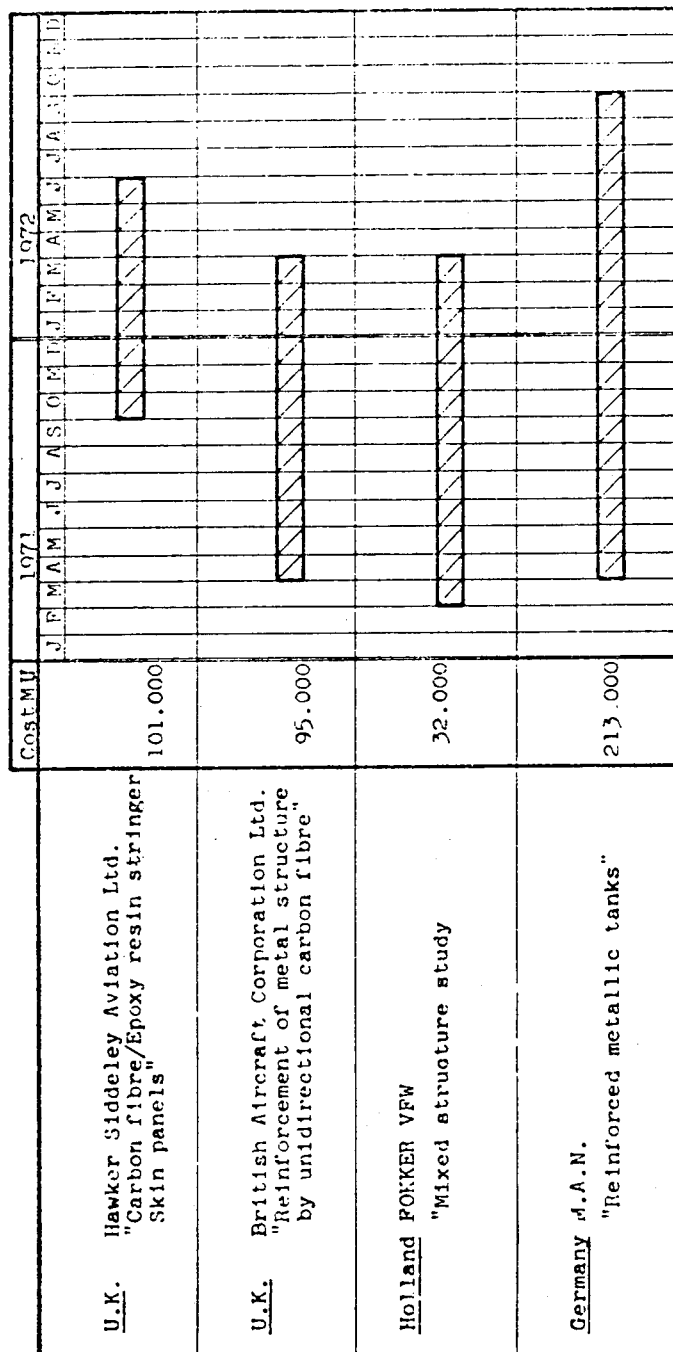 CostMU 1971 1972
J F M A M J J A S O M D J F M A M J J A D
U.K. Hawker Siddeley Aviation Ltd. 101.000
"Carbon fibre/Epoxy resin stringer
Skin panels"
U.K. British Aircraft Corporation Ltd. 95.000
"Reinforcement of metal structure
by unidirectional carbon fibre"
Holland FOKKER VFW 32.000
"Mixed structure study
Germany M.A.N. 213.000
"Reinforced metallic tanks"